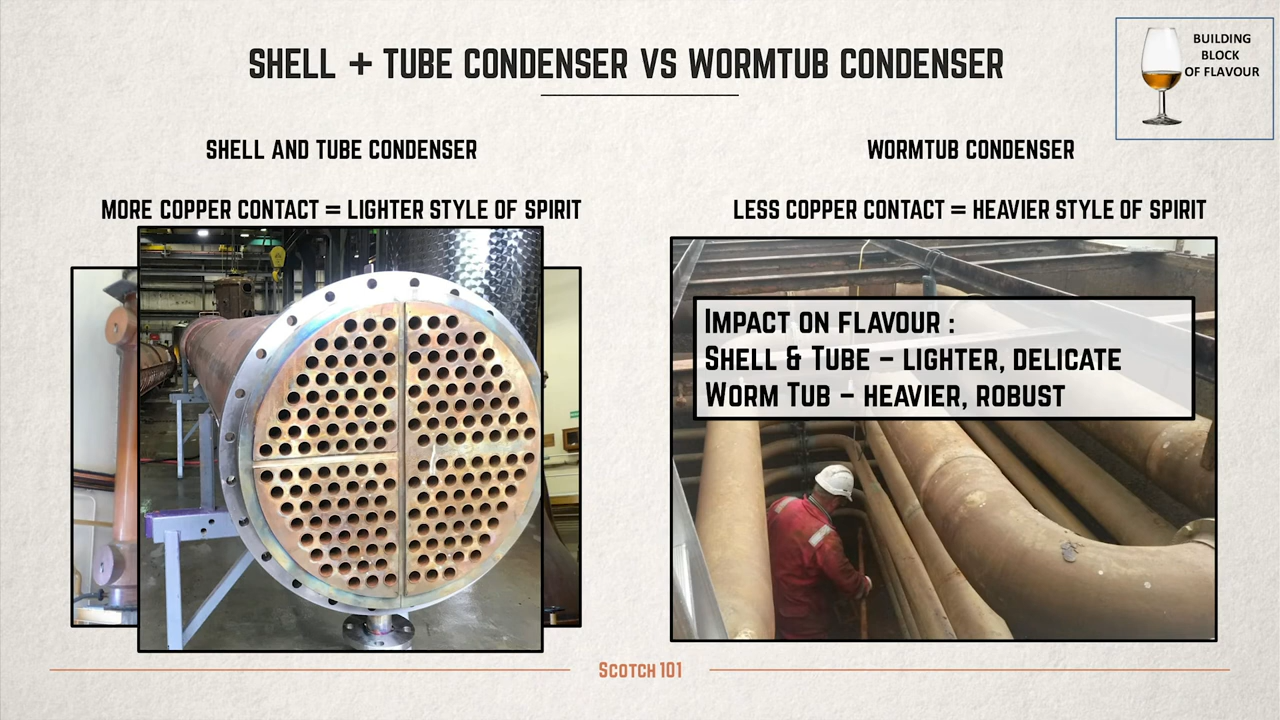 SHELL + TUBE CONDENSER VS WORMTUB CONDENSER
BUILDING
BLOCK
OF FLAVOUR
SHELL AND TUBE CONDENSER
MORE COPPER CONTACT = LIGHTER STYLE OF SPIRIT
WORMTUB CONDENSER
LESS COPPER CONTACT = HEAVIER STYLE OF SPIRIT
IMPACT ON FLAVOUR :
SHELL & TUBE – LIGHTER, DELICATE
WORM TUB – HEAVIER, ROBUST
SCOTCH 101